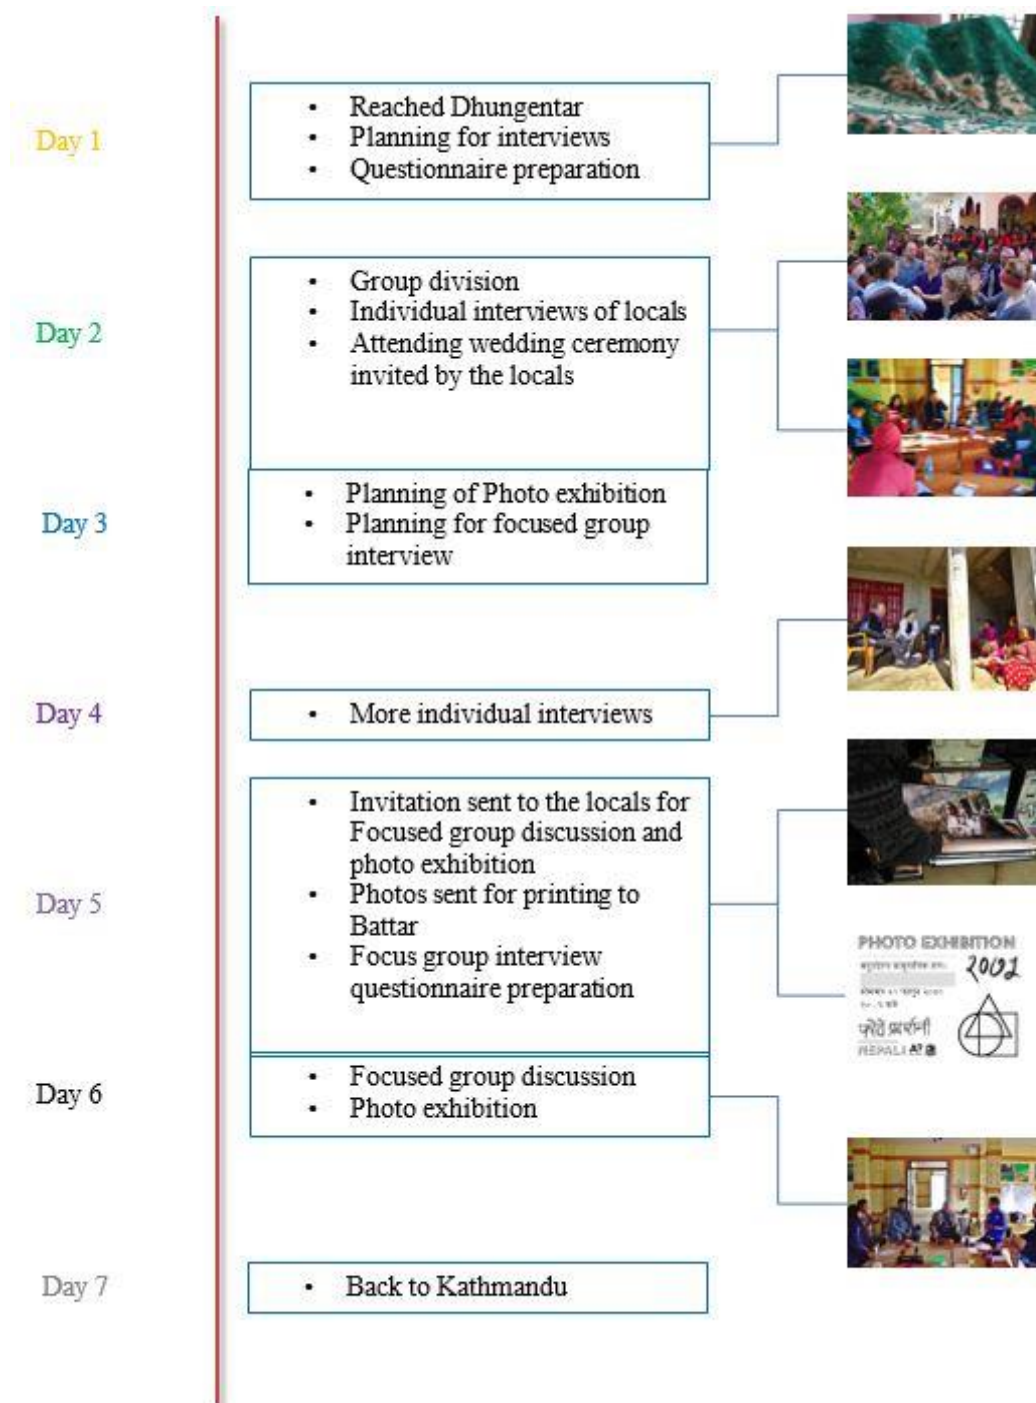 Day 1
• Reached Dhungentar
• Planning for interviews
• Questionnaire preparation
Day 2
• Group division
• Individual interviews of locals
• Attending wedding ceremony
invited by the locals
Day 3
• Planning of Photo exhibition
• Planning for focused group
interview
Day 4
• More individual interviews
Day 5
• Invitation sent to the locals for
Focused group discussion and
photo exhibition
• Photos sent for printing to
Battar
• Focus group interview
questionnaire preparation
PHOTO EXHIBITION
NEPALI
Day 6
• Focused group discussion
• Photo exhibition
Day 7
• Back to Kathmandu